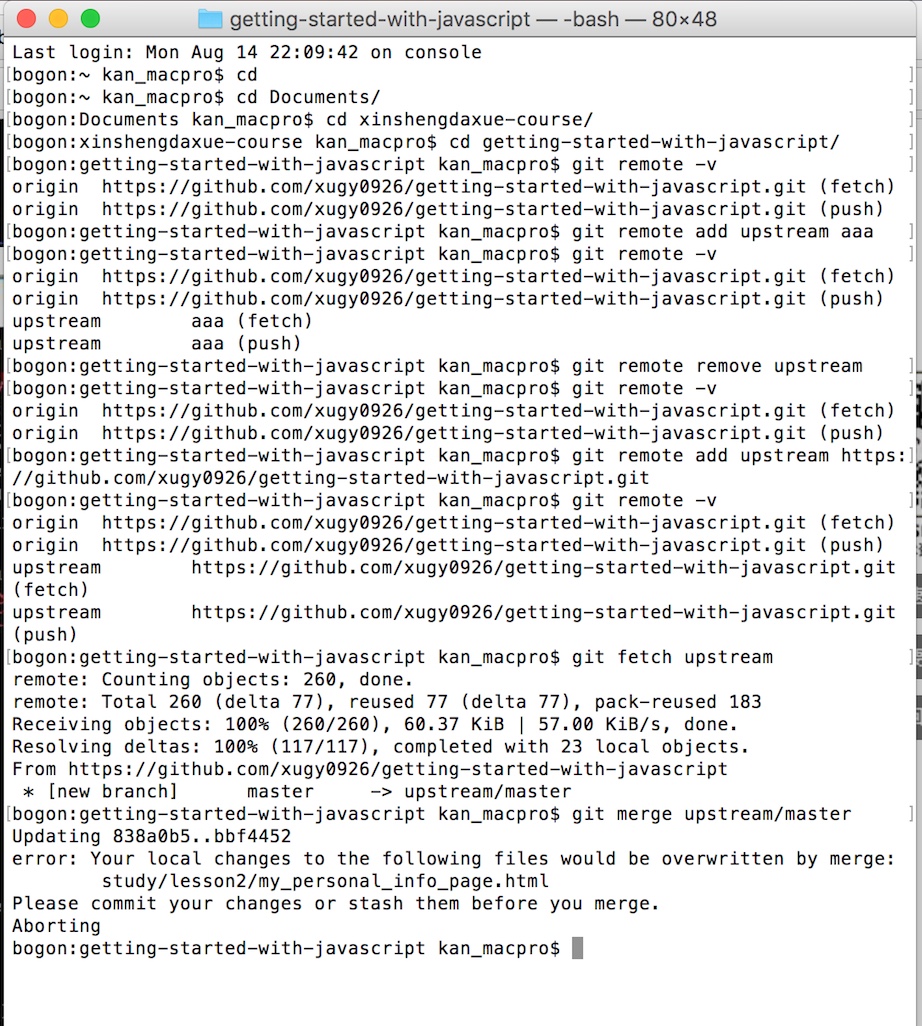 getting-started-with-javascript — -bash — 80×48
Last login: Mon Aug 14 22:09:42 on console
[bogon:~ kan_macpro$ cd ]
[bogon:~ kan_macpro$ cd Documents/ ]
[bogon:Documents kan_macpro$ cd xinshengdaxue-course/ ]
[bogon:xinshengdaxue-course kan_macpro$ cd getting-started-with-javascript/ ]
[bogon:getting-started-with-javascript kan_macpro$ git remote -v ]
origin  https://github.com/xugy0926/getting-started-with-javascript.git (fetch)
origin  https://github.com/xugy0926/getting-started-with-javascript.git (push)
[bogon:getting-started-with-javascript kan_macpro$ git remote add upstream aaa ]
[bogon:getting-started-with-javascript kan_macpro$ git remote -v ]
origin  https://github.com/xugy0926/getting-started-with-javascript.git (fetch)
origin  https://github.com/xugy0926/getting-started-with-javascript.git (push)
upstream        aaa (fetch)
upstream        aaa (push)
[bogon:getting-started-with-javascript kan_macpro$ git remote remove upstream ]
[bogon:getting-started-with-javascript kan_macpro$ git remote -v ]
origin  https://github.com/xugy0926/getting-started-with-javascript.git (fetch)
origin  https://github.com/xugy0926/getting-started-with-javascript.git (push)
[bogon:getting-started-with-javascript kan_macpro$ git remote add upstream https:]
//github.com/xugy0926/getting-started-with-javascript.git
[bogon:getting-started-with-javascript kan_macpro$ git remote -v ]
origin  https://github.com/xugy0926/getting-started-with-javascript.git (fetch)
origin  https://github.com/xugy0926/getting-started-with-javascript.git (push)
upstream        https://github.com/xugy0926/getting-started-with-javascript.git
(fetch)
upstream        https://github.com/xugy0926/getting-started-with-javascript.git
(push)
[bogon:getting-started-with-javascript kan_macpro$ git fetch upstream ]
remote: Counting objects: 260, done.
remote: Total 260 (delta 77), reused 77 (delta 77), pack-reused 183
Receiving objects: 100% (260/260), 60.37 KiB | 57.00 KiB/s, done.
Resolving deltas: 100% (117/117), completed with 23 local objects.
From https://github.com/xugy0926/getting-started-with-javascript
 * [new branch]      master     -> upstream/master
[bogon:getting-started-with-javascript kan_macpro$ git merge upstream/master ]
Updating 838a0b5..bbf4452
error: Your local changes to the following files would be overwritten by merge:
        study/lesson2/my_personal_info_page.html
Please commit your changes or stash them before you merge.
Aborting
bogon:getting-started-with-javascript kan_macpro$